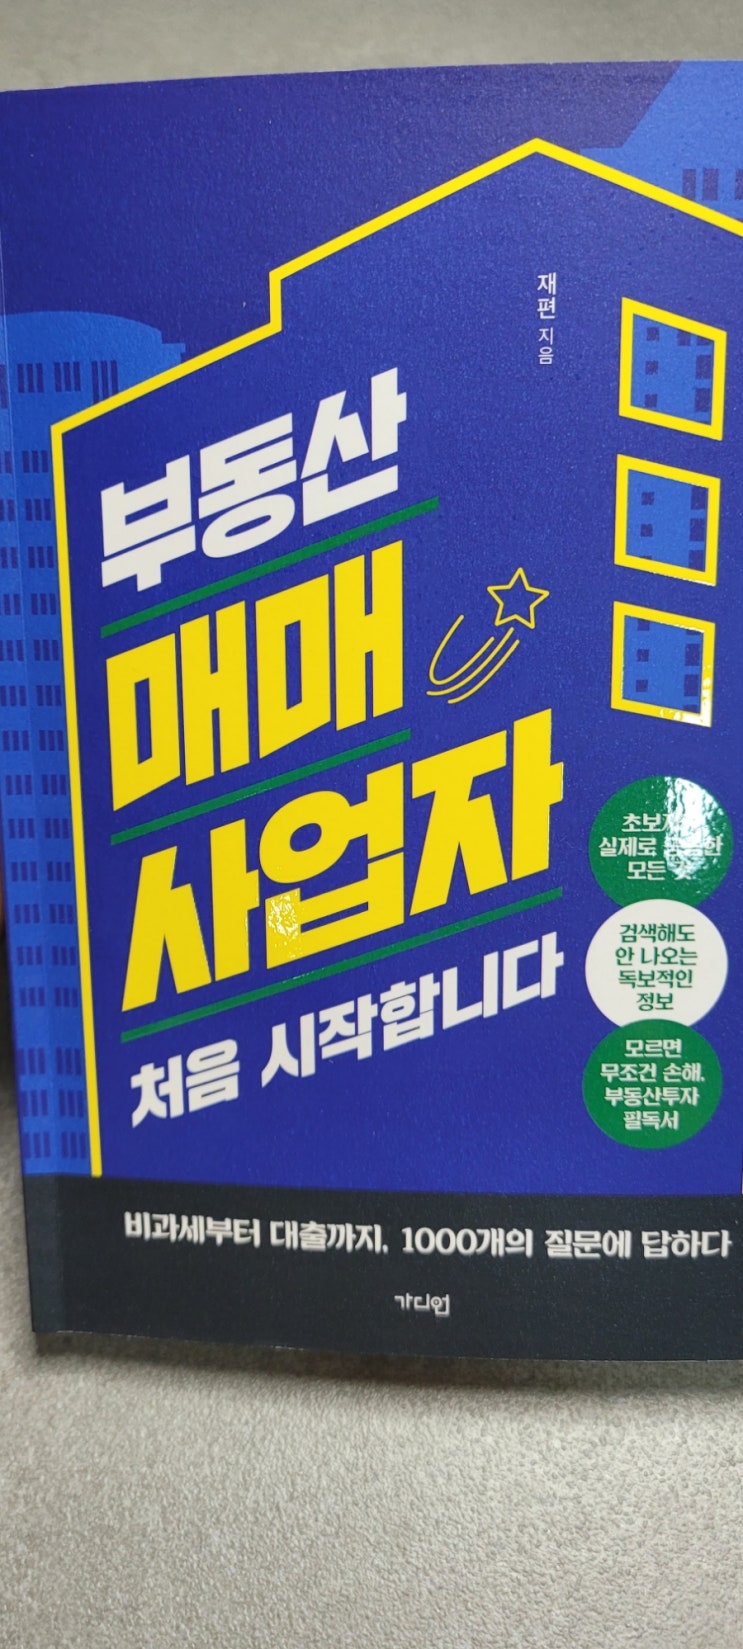 재편 지음
부동산
매매
사업자
처음 시작합니다
초보자
실제로 한
모든
검색해도
안 나오는
독보적인
정보
모르면
무조건 손해,
부동산투자
필독서
비과세부터 대출까지, 1000개의 질문에 답하다
가디언